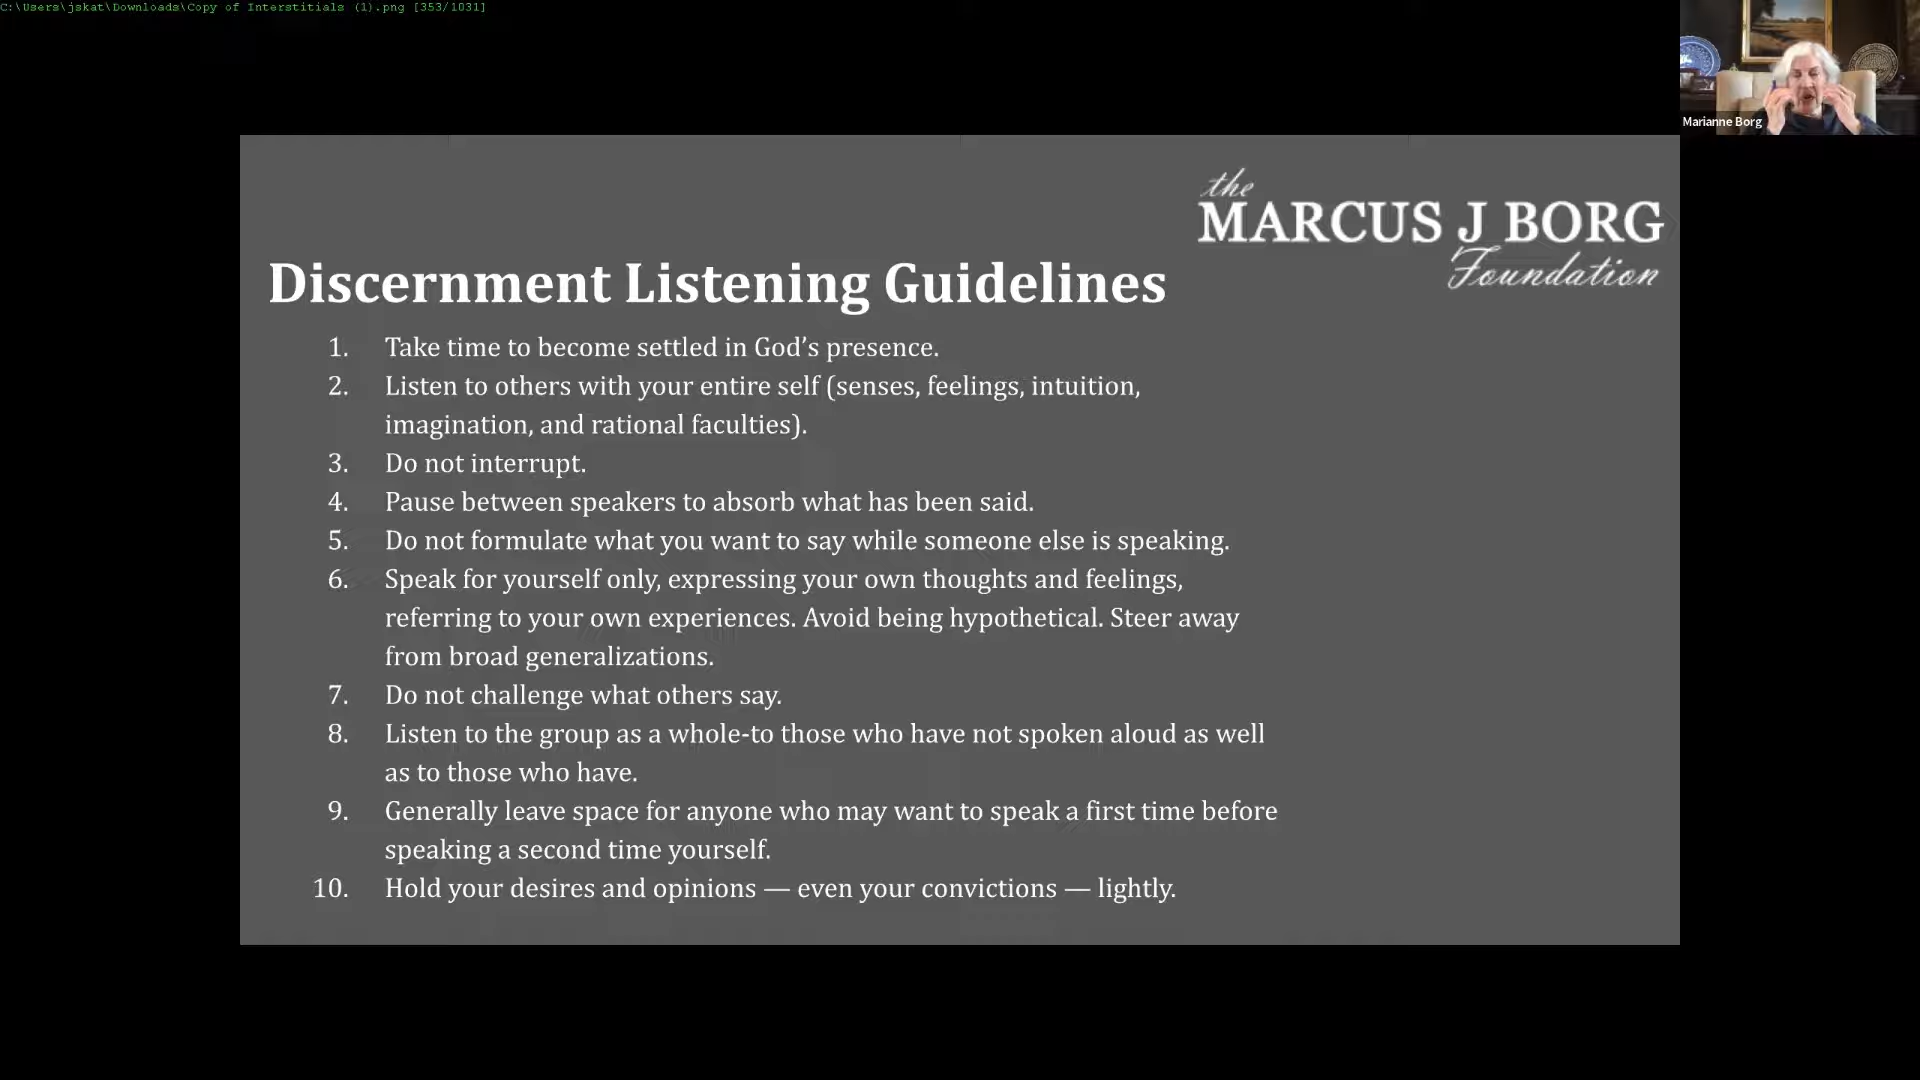 C:\Users\jskat\Downloads\Copy of Interstitials (1).png [353/1031]
Marianne Borg
the
MARCUS J BORG
Foundation
Discernment Listening Guidelines
1. Take time to become settled in God’s presence.
2. Listen to others with your entire self (senses, feelings, intuition,
imagination, and rational faculties).
3. Do not interrupt.
4. Pause between speakers to absorb what has been said.
5. Do not formulate what you want to say while someone else is speaking.
6. Speak for yourself only, expressing your own thoughts and feelings,
referring to your own experiences. Avoid being hypothetical. Steer away
from broad generalizations.
7. Do not challenge what others say.
8. Listen to the group as a whole-to those who have not spoken aloud as well
as to those who have.
9. Generally leave space for anyone who may want to speak a first time before
speaking a second time yourself.
10. Hold your desires and opinions — even your convictions — lightly.